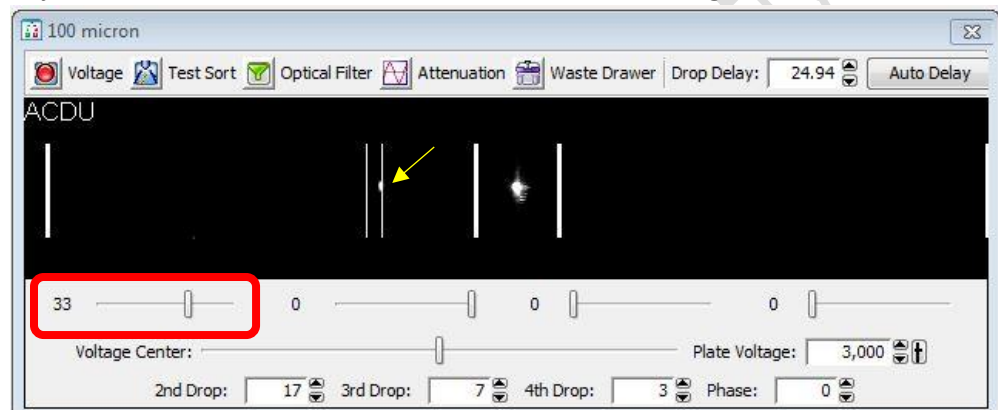 100 micron
Voltage Test Sort Optical Filter Attenuation Waste Drawer Drop Delay: 24.94 Auto Delay
ACDU
33 0 0 0
Voltage Center: Plate Voltage: 3,000
2nd Drop: 17 3rd Drop: 7 4th Drop: 3 Phase: 0